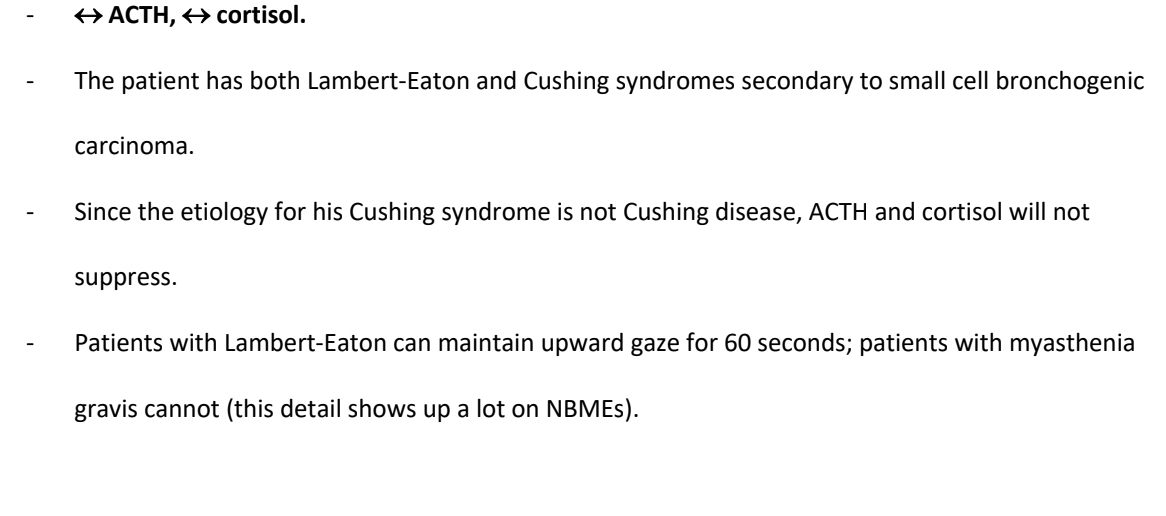 - ↔ ACTH, ↔ cortisol.
- The patient has both Lambert-Eaton and Cushing syndromes secondary to small cell bronchogenic
carcinoma.
- Since the etiology for his Cushing syndrome is not Cushing disease, ACTH and cortisol will not
suppress.
- Patients with Lambert-Eaton can maintain upward gaze for 60 seconds; patients with myasthenia
gravis cannot (this detail shows up a lot on NBMEs).